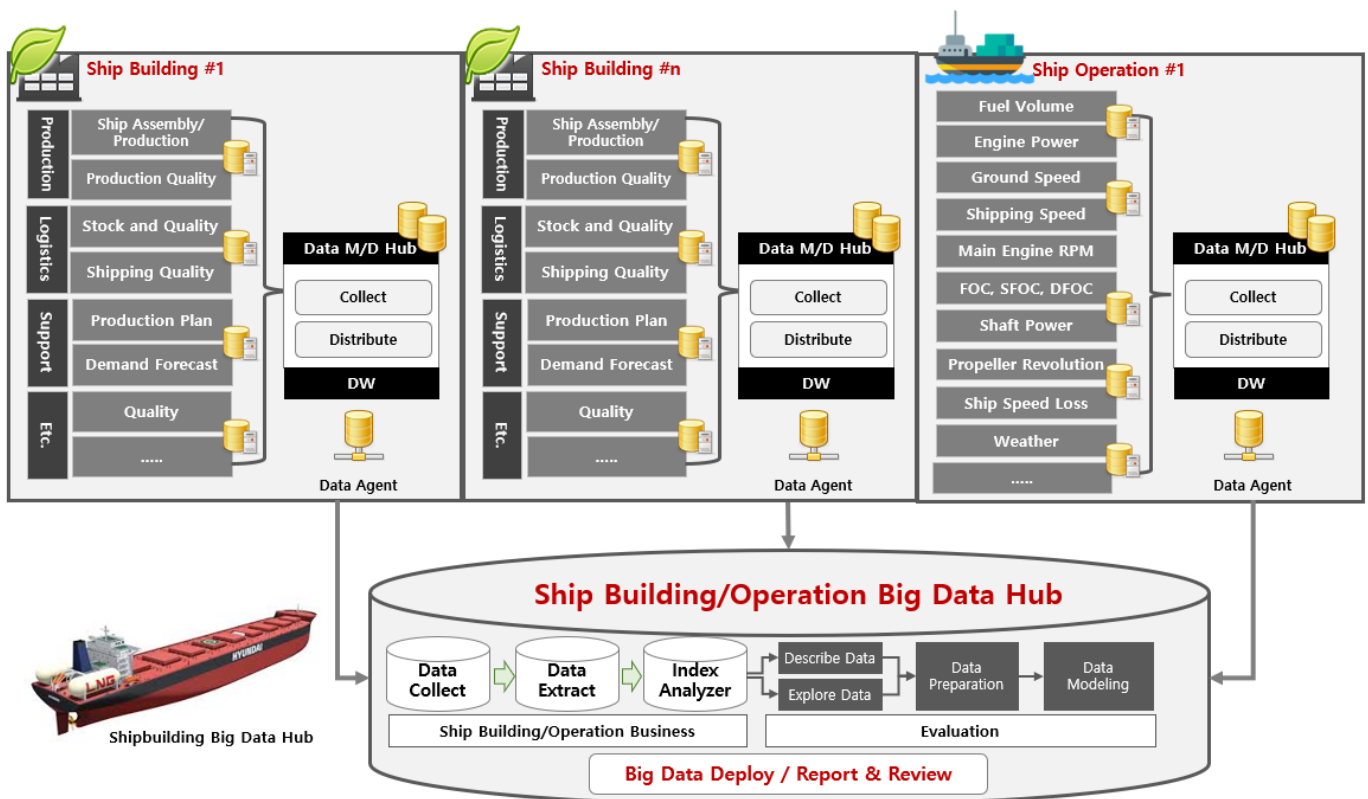 Ship Building #1
Production
Ship Assembly/
Production
Production Quality
Logistics
Stock and Quality
Shipping Quality
Support
Production Plan
Demand Forecast
Etc.
Quality
.....
Data M/D Hub
Collect
Distribute
DW
Data Agent
Ship Building #n
Production
Ship Assembly/
Production
Production Quality
Logistics
Stock and Quality
Shipping Quality
Support
Production Plan
Demand Forecast
Etc.
Quality
.....
Data M/D Hub
Collect
Distribute
DW
Data Agent
Ship Operation #1
Fuel Volume
Engine Power
Ground Speed
Shipping Speed
Main Engine RPM
FOC, SFOC, DFOC
Shaft Power
Propeller Revolution
Ship Speed Loss
Weather
.....
Data M/D Hub
Collect
Distribute
DW
Data Agent
HYUNDAI
LNG
Shipbuilding Big Data Hub
Ship Building/Operation Big Data Hub
Data
Collect
Data
Extract
Index
Analyzer
Describe Data
Explore Data
Data
Preparation
Data
Modeling
Ship Building/Operation Business
Evaluation
Big Data Deploy / Report & Review